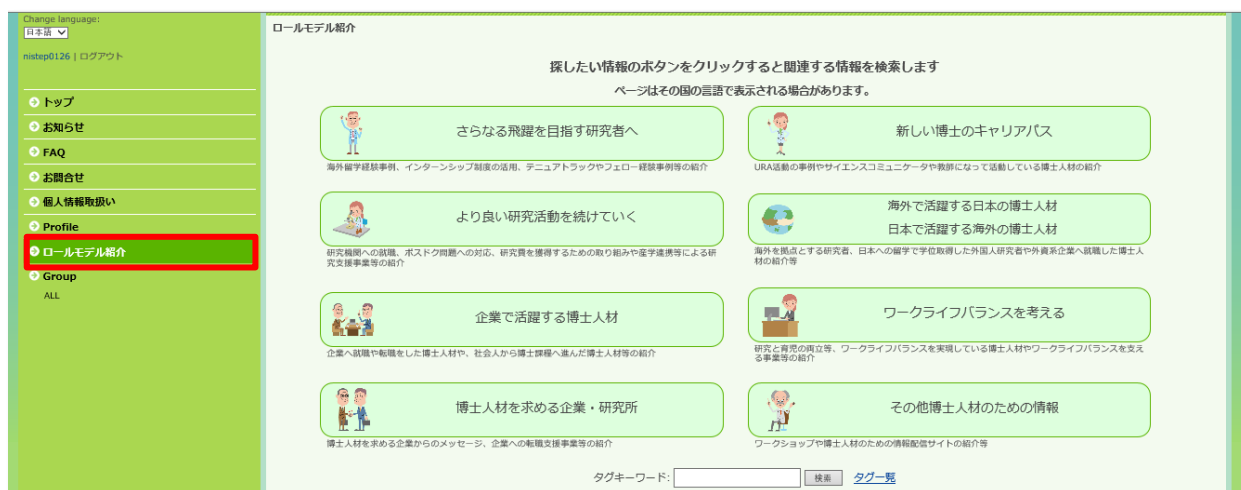 Change language:
日本語
nistep0126 | ログアウト
トップ
お知らせ
FAQ
お問合せ
個人情報取扱い
Profile
ロールモデル紹介
Group
ALL
ロールモデル紹介
探したい情報のボタンをクリックすると関連する情報を検索します
ページはその国の言語で表示される場合があります。
さらなる飛躍を目指す研究者へ
海外留学経験事例、インターンシップ制度の活用、テニュアトラックやフェロー経験事例等の紹介
新しい博士のキャリアパス
URA活動の事例やサイエンスコミュニケータや教師になって活動している博士人材の紹介
より良い研究活動を続けていく
研究機関への就職、ポスドク問題への対応、研究費を獲得するための取り組みや産学連携等による研
究支援事業等の紹介
海外で活躍する日本の博士人材
日本で活躍する海外の博士人材
海外を拠点とする研究者、日本への留学で学位取得した外国人研究者や外資系企業へ就職した博士人
材の紹介等
企業で活躍する博士人材
企業へ就職や転職をした博士人材や、社会人から博士課程へ進んだ博士人材等の紹介
ワークライフバランスを考える
研究と育児の両立等、ワークライフバランスを実現している博士人材やワークライフバランスを支え
る事業等の紹介
博士人材を求める企業・研究所
博士人材を求める企業からのメッセージ、企業への転職支援事業等の紹介
その他博士人材のための情報
ワークショップや博士人材のための情報配信サイトの紹介等
タグキーワード: 検索 タグ一覧